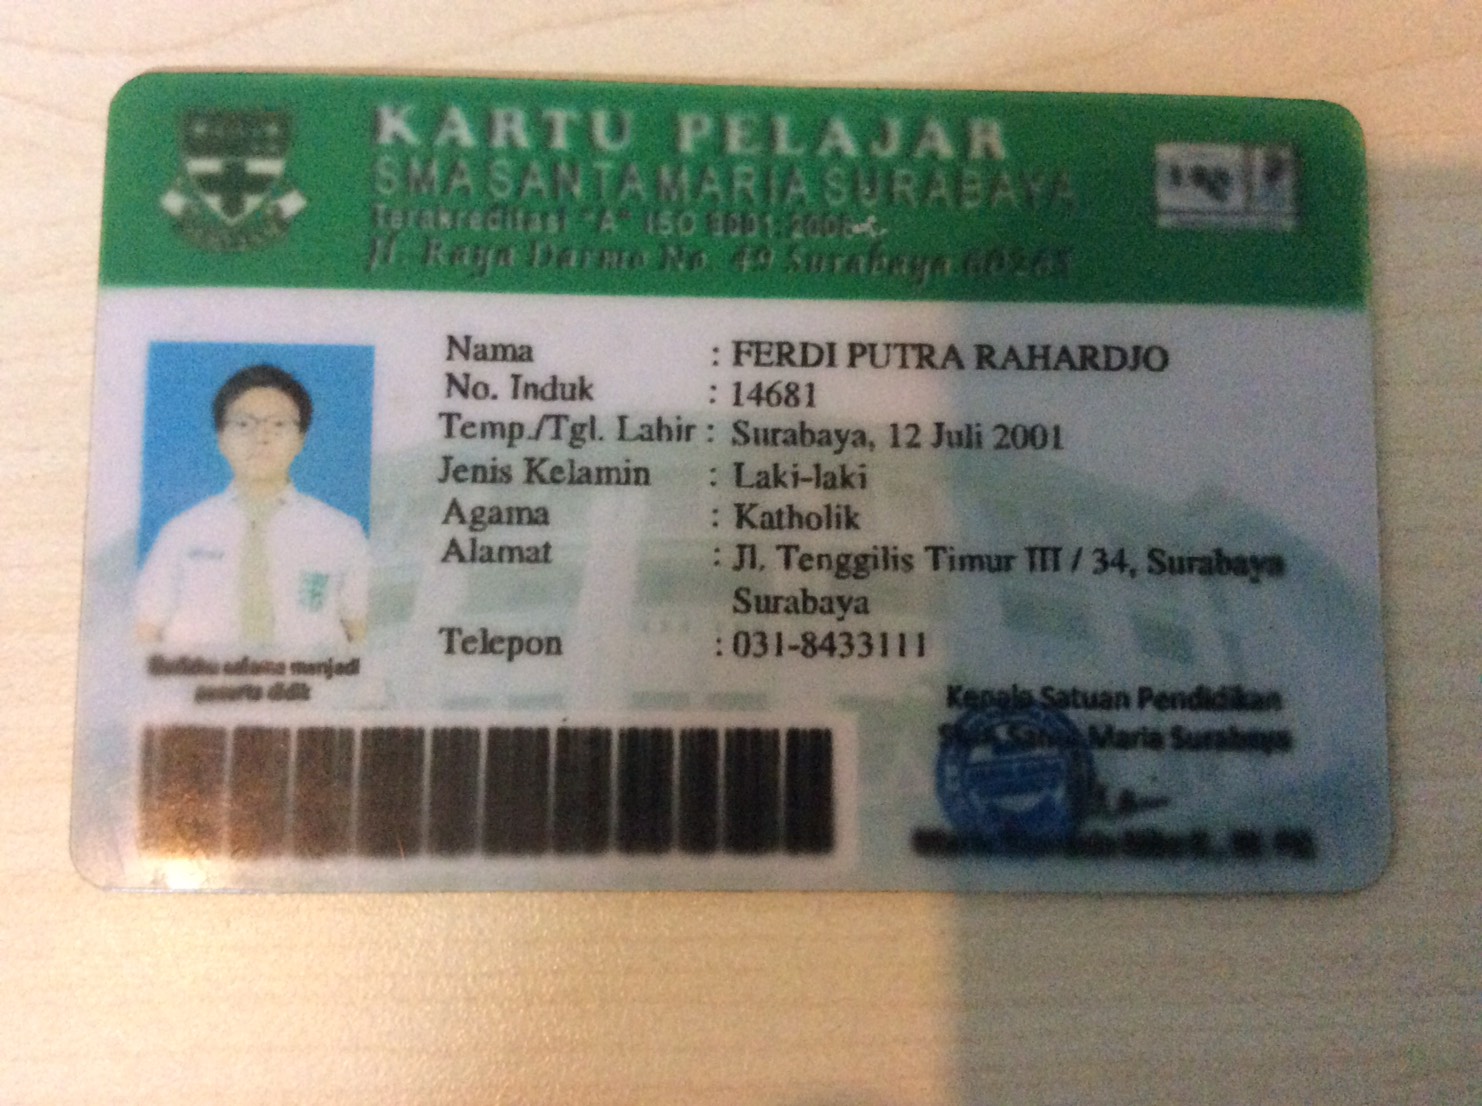 KARTU PELAJAR
SMA SANTA MARIA SURABAYA
Terakreditasi "A" ISO 9001:2008
Jl. Raya Darmo No. 49 Surabaya 60265
Nama : FERDI PUTRA RAHARDJO
No. Induk : 14681
Temp./Tgl. Lahir : Surabaya, 12 Juli 2001
Jenis Kelamin : Laki-laki
Agama : Katholik
Alamat : Jl. Tenggilis Timur III / 34, Surabaya
Surabaya
Telepon : 031-8433111
Berlaku selama menjadi
peserta didik
Kepala Satuan Pendidikan
SMA Santa Maria Surabaya